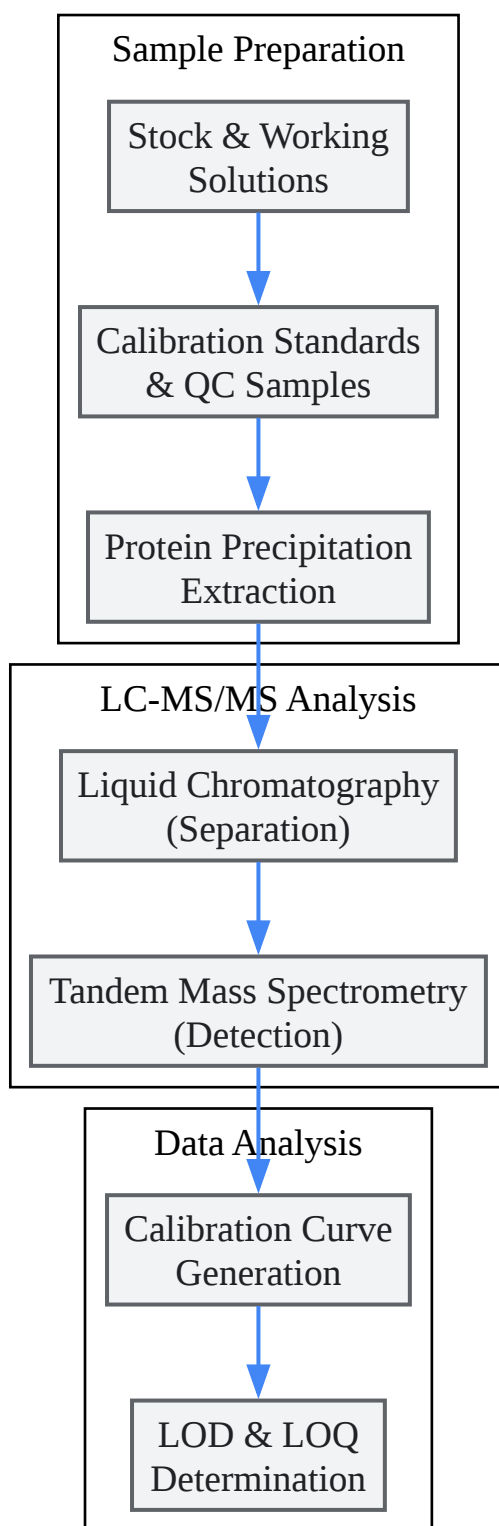 Sample Preparation
Stock & Working
Solutions
Calibration Standards
& QC Samples
Protein Precipitation
Extraction
LC-MS/MS Analysis
Liquid Chromatography
(Separation)
Tandem Mass Spectrometry
(Detection)
Data Analysis
Calibration Curve
Generation
LOD & LOQ
Determination